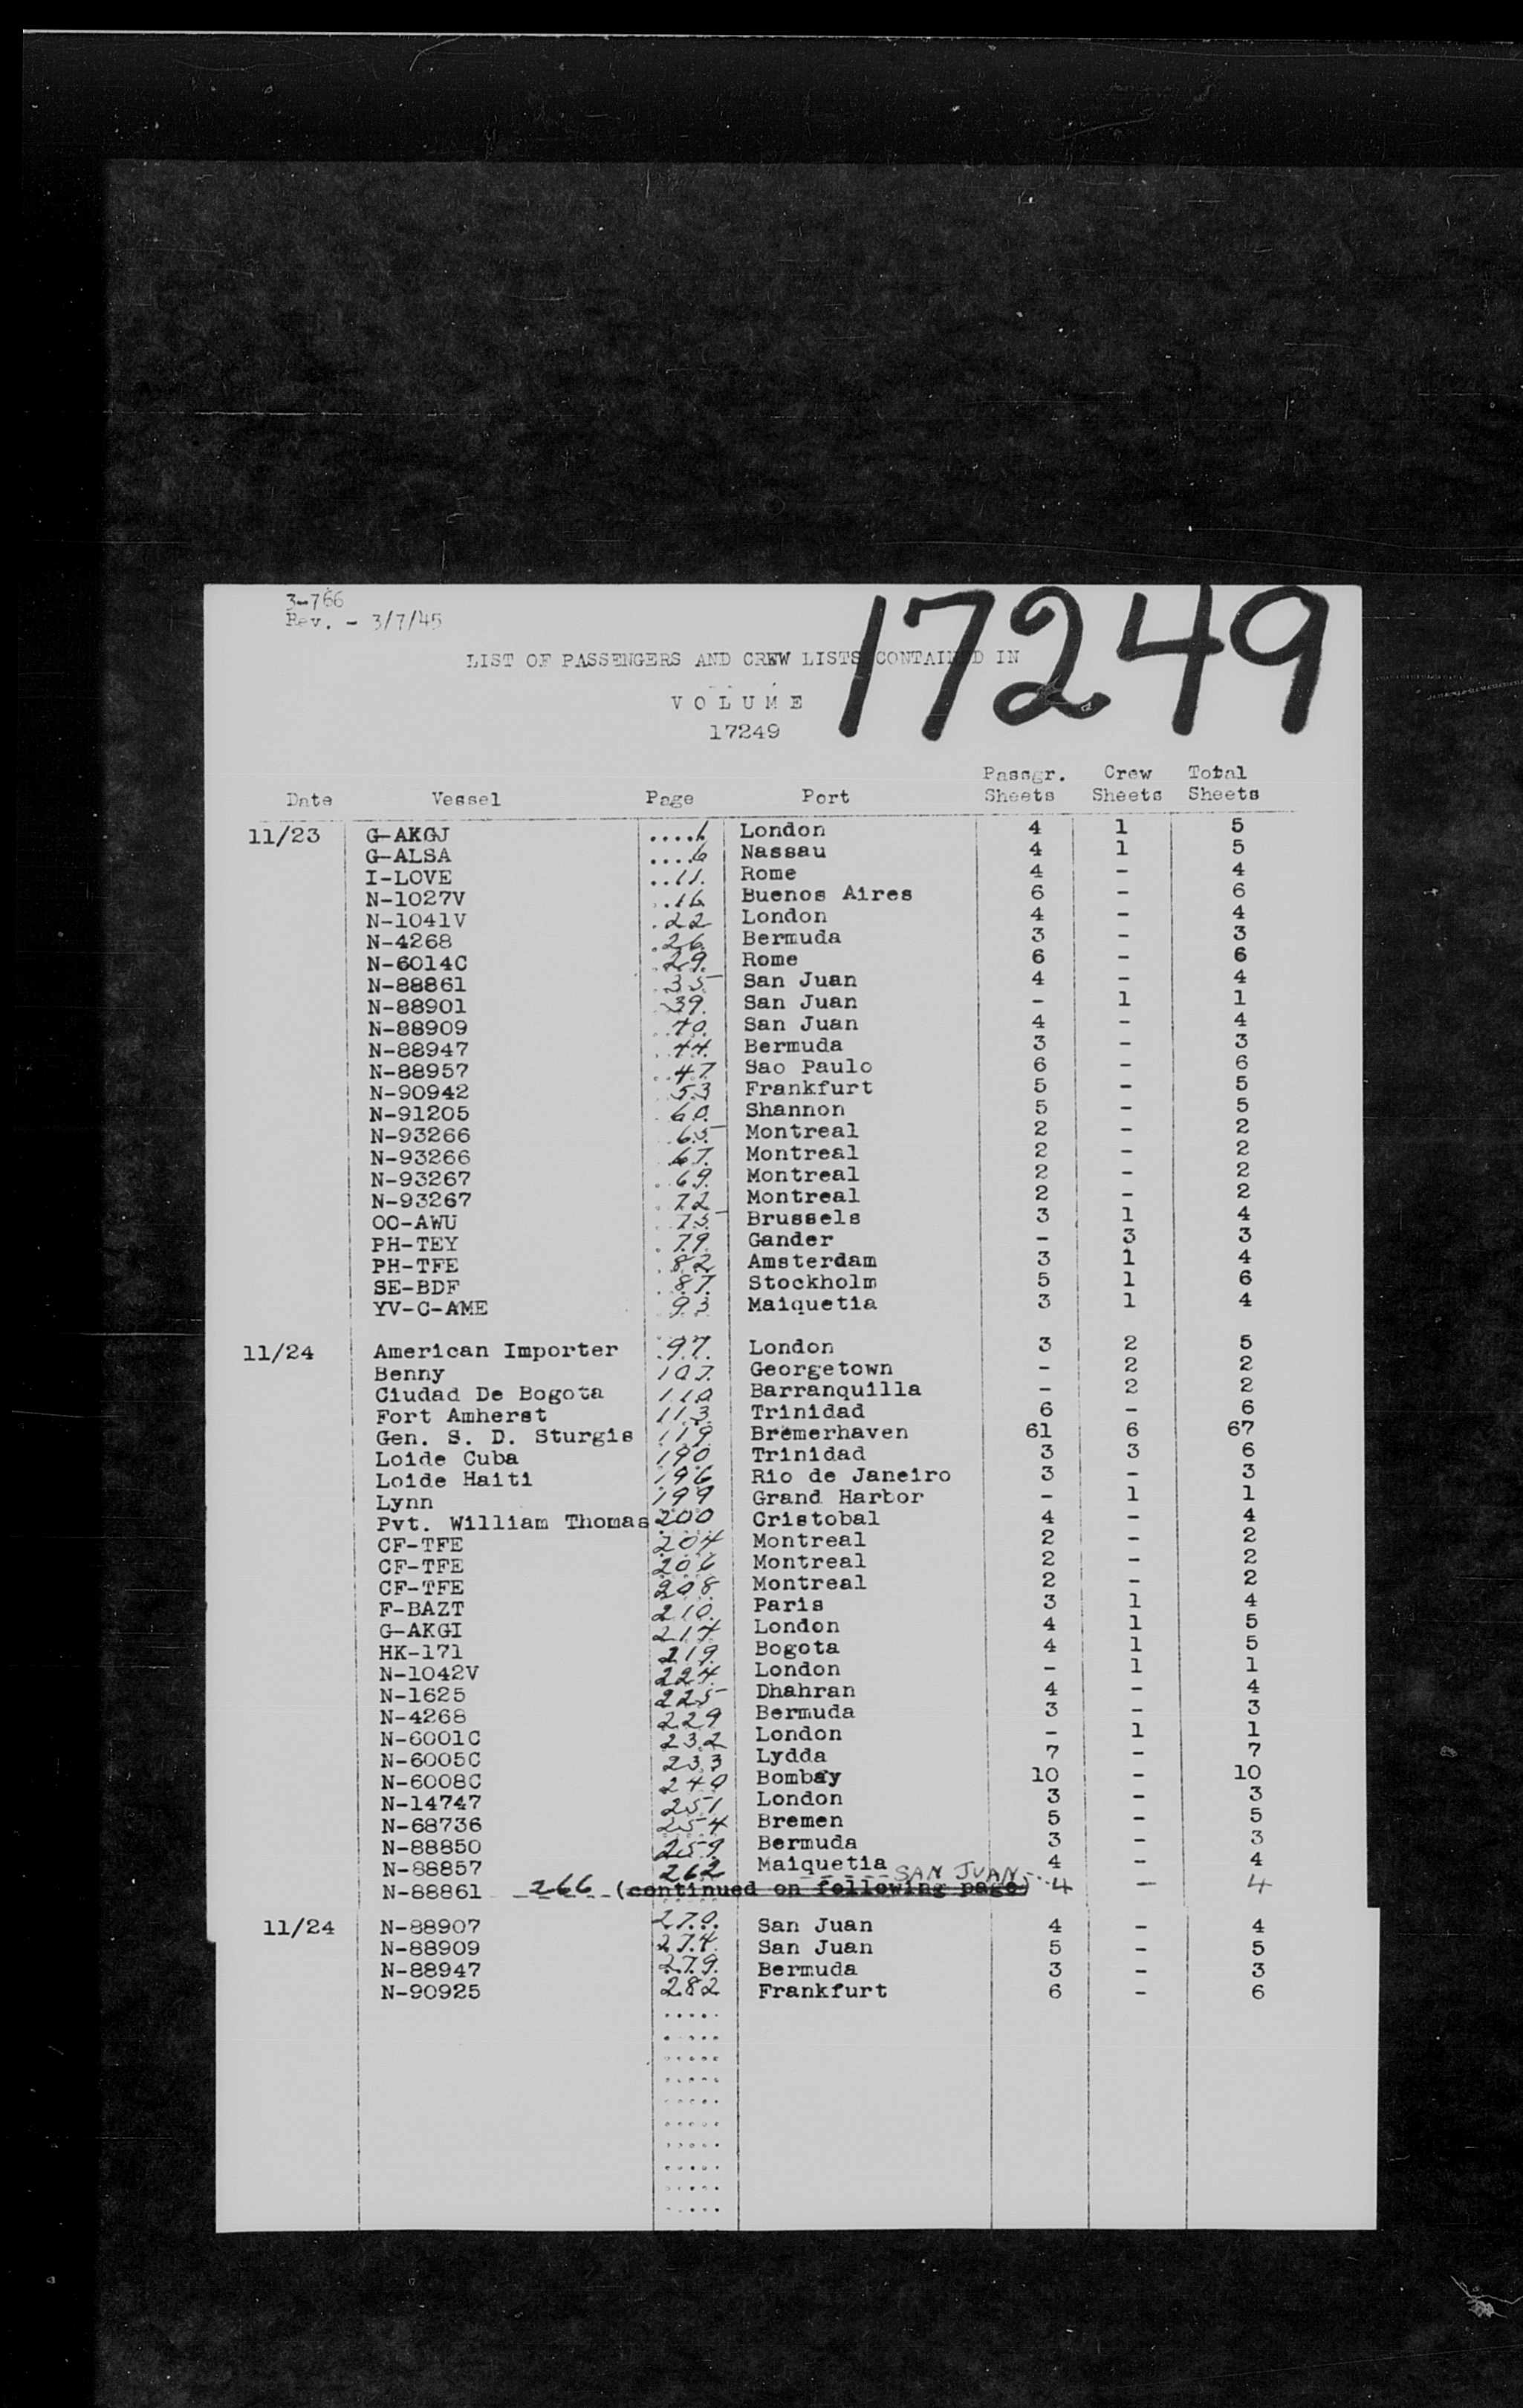 3-766
Rev. - 3/7/45
17249
LIST OF PASSENGERS AND CREW LISTS CONTAINED IN
VOLUME
17249
Date Vessel Page Port Passgr. Sheets Crew Sheets Total Sheets
11/23 G-AKGJ ....1 London 4 1 5
G-ALSA ....6 Nassau 4 1 5
I-LOVE ..11. Rome 4 - 4
N-1027V ..16 Buenos Aires 6 - 6
N-1041V .22 London 4 - 4
N-4268 .26. Bermuda 3 - 3
N-6014C .29. Rome 6 - 6
N-88861 .35 San Juan 4 - 4
N-88901 .39. San Juan - 1 1
N-88909 ..40. San Juan 4 - 4
N-88947 ..44. Bermuda 3 - 3
N-88957 ..47. Sao Paulo 6 - 6
N-90942 53 Frankfurt 5 - 5
N-91205 .60. Shannon 5 - 5
N-93266 .65 Montreal 2 - 2
N-93266 .67. Montreal 2 - 2
N-93267 .69. Montreal 2 - 2
N-93267 .72 Montreal 2 - 2
OO-AWU .75 Brussels 3 1 4
PH-TEY .79. Gander - 3 3
PH-TFE .82 Amsterdam 3 1 4
SE-BDF .87. Stockholm 5 1 6
YV-C-AME 93 Maiquetia 3 1 4
11/24 American Importer .97. London 3 2 5
Benny 107. Georgetown - 2 2
Ciudad De Bogota 110 Barranquilla - 2 2
Fort Amherst 113. Trinidad 6 - 6
Gen. S. D. Sturgis 119 Bremerhaven 61 6 67
Loide Cuba 190 Trinidad 3 3 6
Loide Haiti 196 Rio de Janeiro 3 - 3
Lynn 199 Grand Harbor - 1 1
Pvt. William Thomas 200 Cristobal 4 - 4
CF-TFE 204 Montreal 2 - 2
CF-TFE 206 Montreal 2 - 2
CF-TFE 208 Montreal 2 - 2
F-BAZT 210. Paris 3 1 4
G-AKGI 214 London 4 1 5
HK-171 219 Bogota 4 1 5
N-1042V 224. London - 1 1
N-1625 225 Dhahran 4 - 4
N-4268 229 Bermuda 3 - 3
N-6001C 232 London - 1 1
N-6005C 233 Lydda 7 - 7
N-6008C 240 Bombay 10 - 10
N-14747 251 London 3 - 3
N-68736 254 Bremen 5 - 5
N-88850 259 Bermuda 3 - 3
N-88857 262 Maiquetia 4 - 4
N-88861 266 (continued on following page) SAN JUAN 4 - 4
11/24 N-88907 270. San Juan 4 - 4
N-88909 274. San Juan 5 - 5
N-88947 279. Bermuda 3 - 3
N-90925 282 Frankfurt 6 - 6